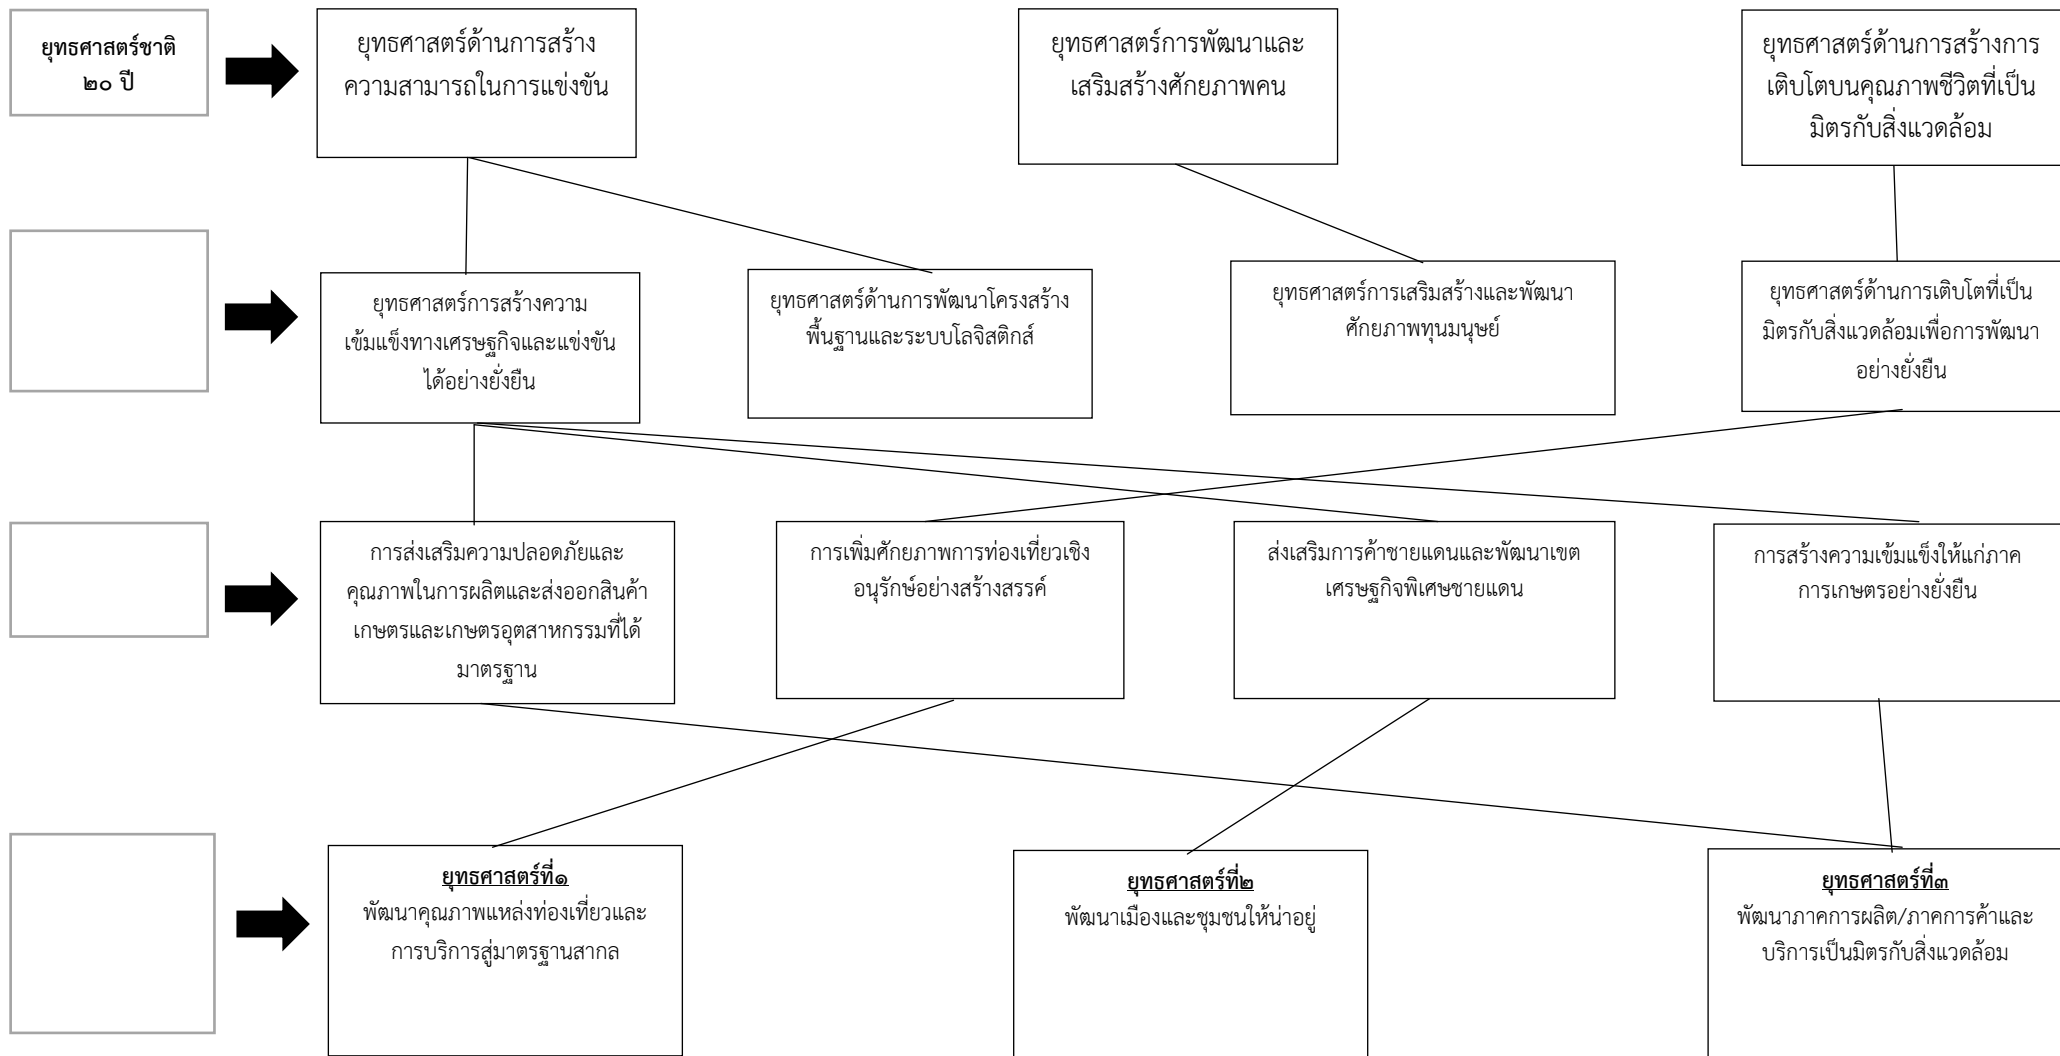 ยุทธศาสตร์ชาติ
๒๐ ปี
ยุทธศาสตร์ด้านการสร้าง
ความสามารถในการแข่งขัน
ยุทธศาสตร์การพัฒนาและ
เสริมสร้างศักยภาพคน
ยุทธศาสตร์ด้านการสร้างการ
เติบโตบนคุณภาพชีวิตที่เป็น
มิตรกับสิ่งแวดล้อม
ยุทธศาสตร์การสร้างความ
เข้มแข็งทางเศรษฐกิจและแข่งขัน
ได้อย่างยั่งยืน
ยุทธศาสตร์ด้านการพัฒนาโครงสร้าง
พื้นฐานและระบบโลจิสติกส์
ยุทธศาสตร์การเสริมสร้างและพัฒนา
ศักยภาพทุนมนุษย์
ยุทธศาสตร์ด้านการเติบโตที่เป็น
มิตรกับสิ่งแวดล้อมเพื่อการพัฒนา
อย่างยั่งยืน
การส่งเสริมความปลอดภัยและ
คุณภาพในการผลิตและส่งออกสินค้า
เกษตรและเกษตรอุตสาหกรรมที่ได้
มาตรฐาน
การเพิ่มศักยภาพการท่องเที่ยวเชิง
อนุรักษ์อย่างสร้างสรรค์
ส่งเสริมการค้าชายแดนและพัฒนาเขต
เศรษฐกิจพิเศษชายแดน
การสร้างความเข้มแข็งให้แก่ภาค
การเกษตรอย่างยั่งยืน
ยุทธศาสตร์ที่๑
พัฒนาคุณภาพแหล่งท่องเที่ยวและ
การบริการสู่มาตรฐานสากล
ยุทธศาสตร์ที่๒
พัฒนาเมืองและชุมชนให้น่าอยู่
ยุทธศาสตร์ที่๓
พัฒนาภาคการผลิต/ภาคการค้าและ
บริการเป็นมิตรกับสิ่งแวดล้อม